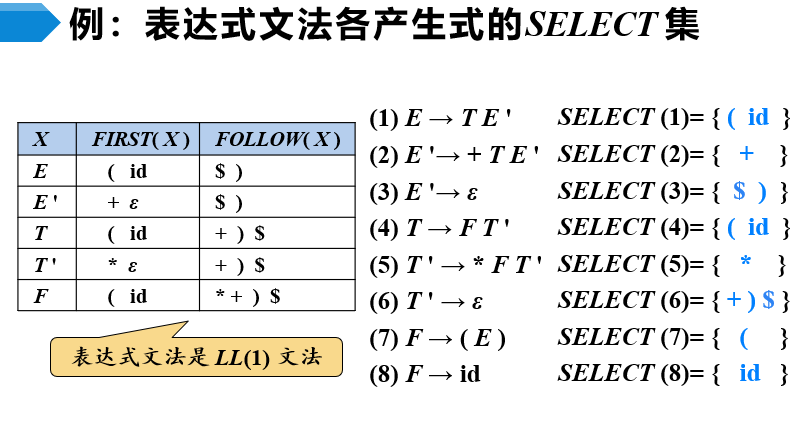 例：表达式文法各产生式的SELECT 集
X FIRST( X ) FOLLOW( X )
E ( id $ )
E ' + ε $ )
T ( id + ) $
T ' * ε + ) $
F ( id * + ) $
表达式文法是 LL(1) 文法
(1) E → T E ' SELECT (1)= { ( id }
(2) E '→ + T E ' SELECT (2)= { + }
(3) E '→ ε SELECT (3)= { $ ) }
(4) T → F T ' SELECT (4)= { ( id }
(5) T ' → * F T ' SELECT (5)= { * }
(6) T ' → ε SELECT (6)= { + ) $ }
(7) F → ( E ) SELECT (7)= { ( }
(8) F → id SELECT (8)= { id }